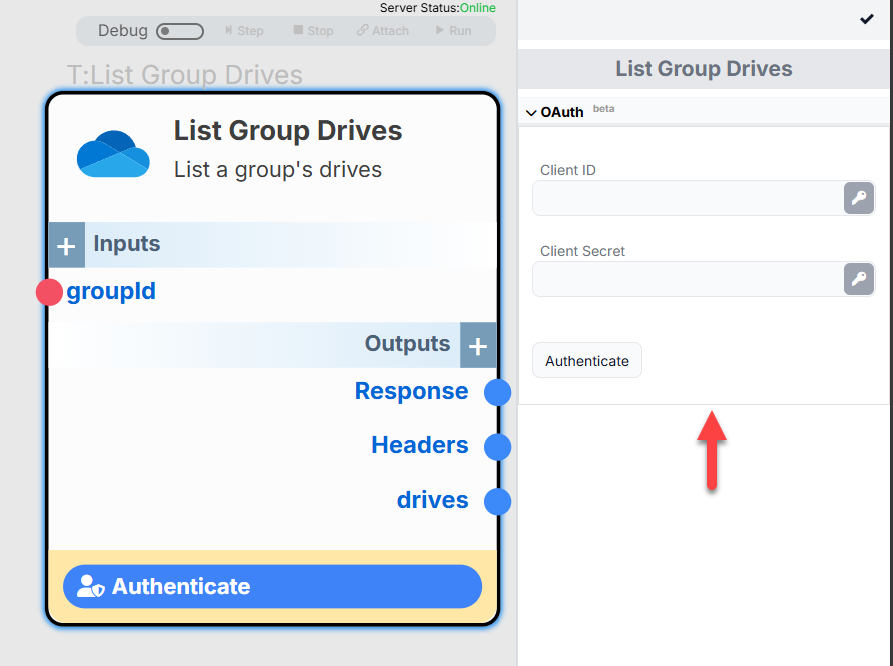 Server Status:Online
Debug Step Stop Attach Run
T:List Group Drives
List Group Drives
List a group's drives
Inputs
groupId
Outputs
Response
Headers
drives
Authenticate
List Group Drives
OAuth beta
Client ID
Client Secret
Authenticate